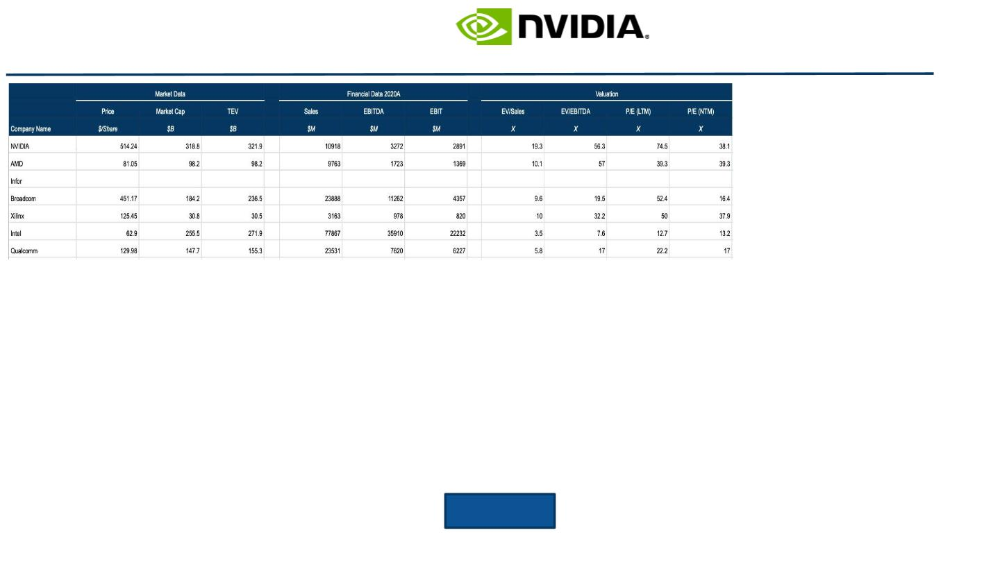 NVIDIA.
Market Data Financial Data 2020A Valuation
Price Market Cap TEV Sales EBITDA EBIT EV/Sales EV/EBITDA P/E (LTM) P/E (NTM)
Company Name $/Share $B $B $M $M $M X X X X
NVIDIA 514.24 318.8 321.9 10918 3272 2891 19.3 56.3 74.5 38.1
AMD 81.05 98.2 98.2 9763 1723 1369 10.1 57 39.3 39.3
Infor
Broadcom 451.17 184.2 236.5 23888 11262 4357 9.6 19.5 52.4 16.4
Xilinx 125.45 30.8 30.5 3163 978 820 10 32.2 50 37.9
Intel 62.9 255.5 271.9 77867 35910 22232 3.5 7.6 12.7 13.2
Qualcomm 129.98 147.7 155.3 23531 7620 6227 5.8 17 22.2 17